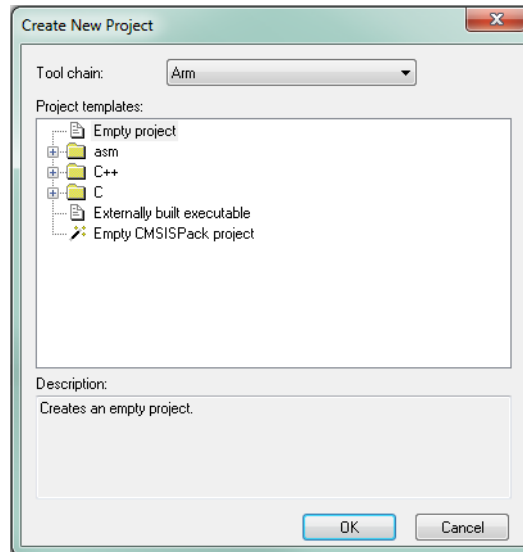 Create New Project
Tool chain: Arm
Project templates:
Empty project
asm
C++
C
Externally built executable
Empty CMSISPack project
Description:
Creates an empty project.
OK Cancel